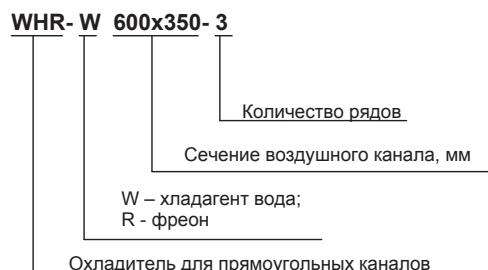 WHR- W 600x350- 3
Количество рядов
Сечение воздушного канала, мм
W – хладагент вода;
R - фреон
Охладитель для прямоугольных каналов